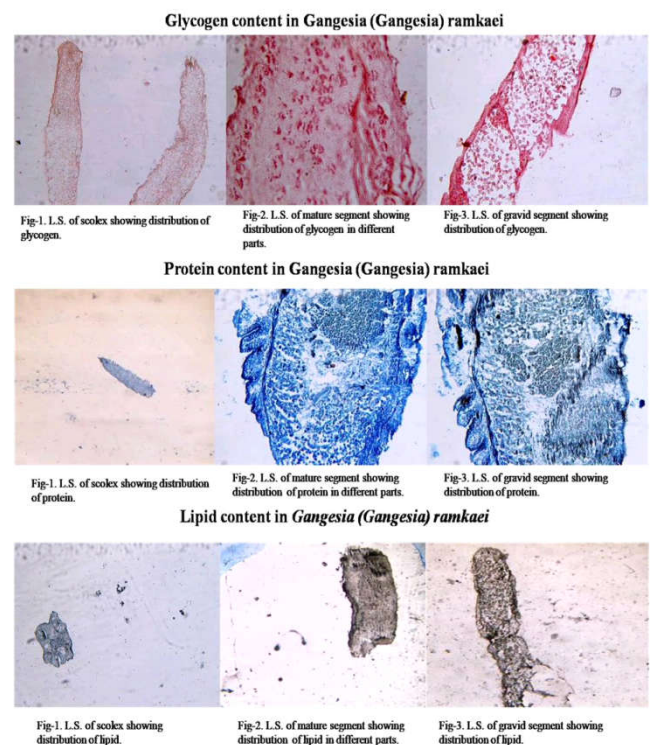 Glycogen content in Gangesia (Gangesia) ramkaei
Fig-1. L.S. of scolex showing distribution of
glycogen.
Fig-2. L.S. of mature segment showing
distribution of glycogen in different
parts.
Fig-3. L.S. of gravid segment showing
distribution of glycogen.
Protein content in Gangesia (Gangesia) ramkaei
Fig-1. L.S. of scolex showing distribution
of protein.
Fig-2. L.S. of mature segment showing
distribution of protein in different parts.
Fig-3. L.S. of gravid segment showing
distribution of protein.
Lipid content in Gangesia (Gangesia) ramkaei
Fig-1. L.S. of scolex showing
distribution of lipid.
Fig-2. L.S. of mature segment showing
distribution of lipid in different parts.
Fig-3. L.S. of gravid segment showing
distribution of lipid.